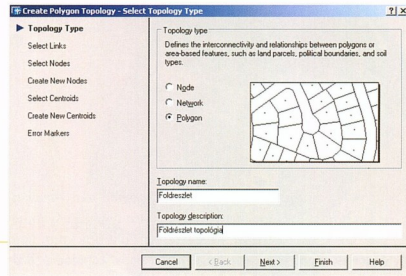 Create Polygon Topology - Select Topology Type
Topology Type
Select Links
Select Nodes
Create New Nodes
Select Centroids
Create New Centroids
Error Markers
Topology type
Defines the interconnectivity and relationships between polygons or
area-based features, such as land parcels, political boundaries, and soil
types.
Node
Network
Polygon
Topology name:
Foldreszlet
Topology description:
Földrészlet topológia
Cancel
< Back
Next >
Finish
Help